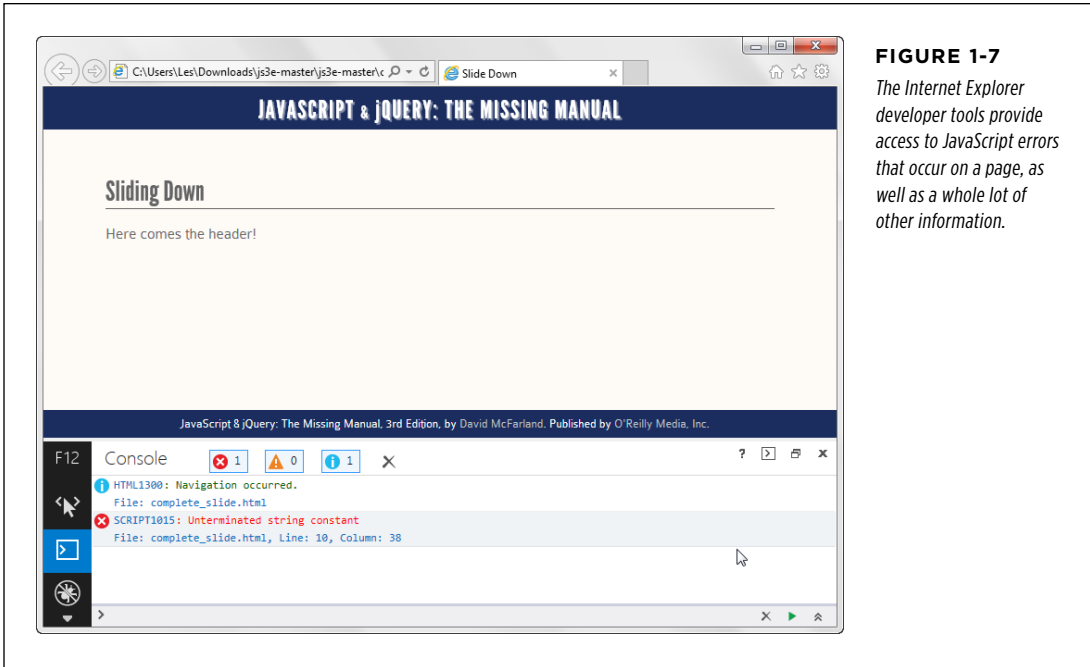 C:\Users\Les\Downloads\js3e-master\js3e-master\c
Slide Down
JAVASCRIPT & jQUERY: THE MISSING MANUAL
Sliding Down
Here comes the header!
JavaScript & jQuery: The Missing Manual, 3rd Edition, by David McFarland. Published by O'Reilly Media, Inc.
F12
Console
1
0
1
HTML1300: Navigation occurred.
File: complete_slide.html
SCRIPT1015: Unterminated string constant
File: complete_slide.html, Line: 10, Column: 38
FIGURE 1-7
The Internet Explorer
developer tools provide
access to JavaScript errors
that occur on a page, as
well as a whole lot of
other information.